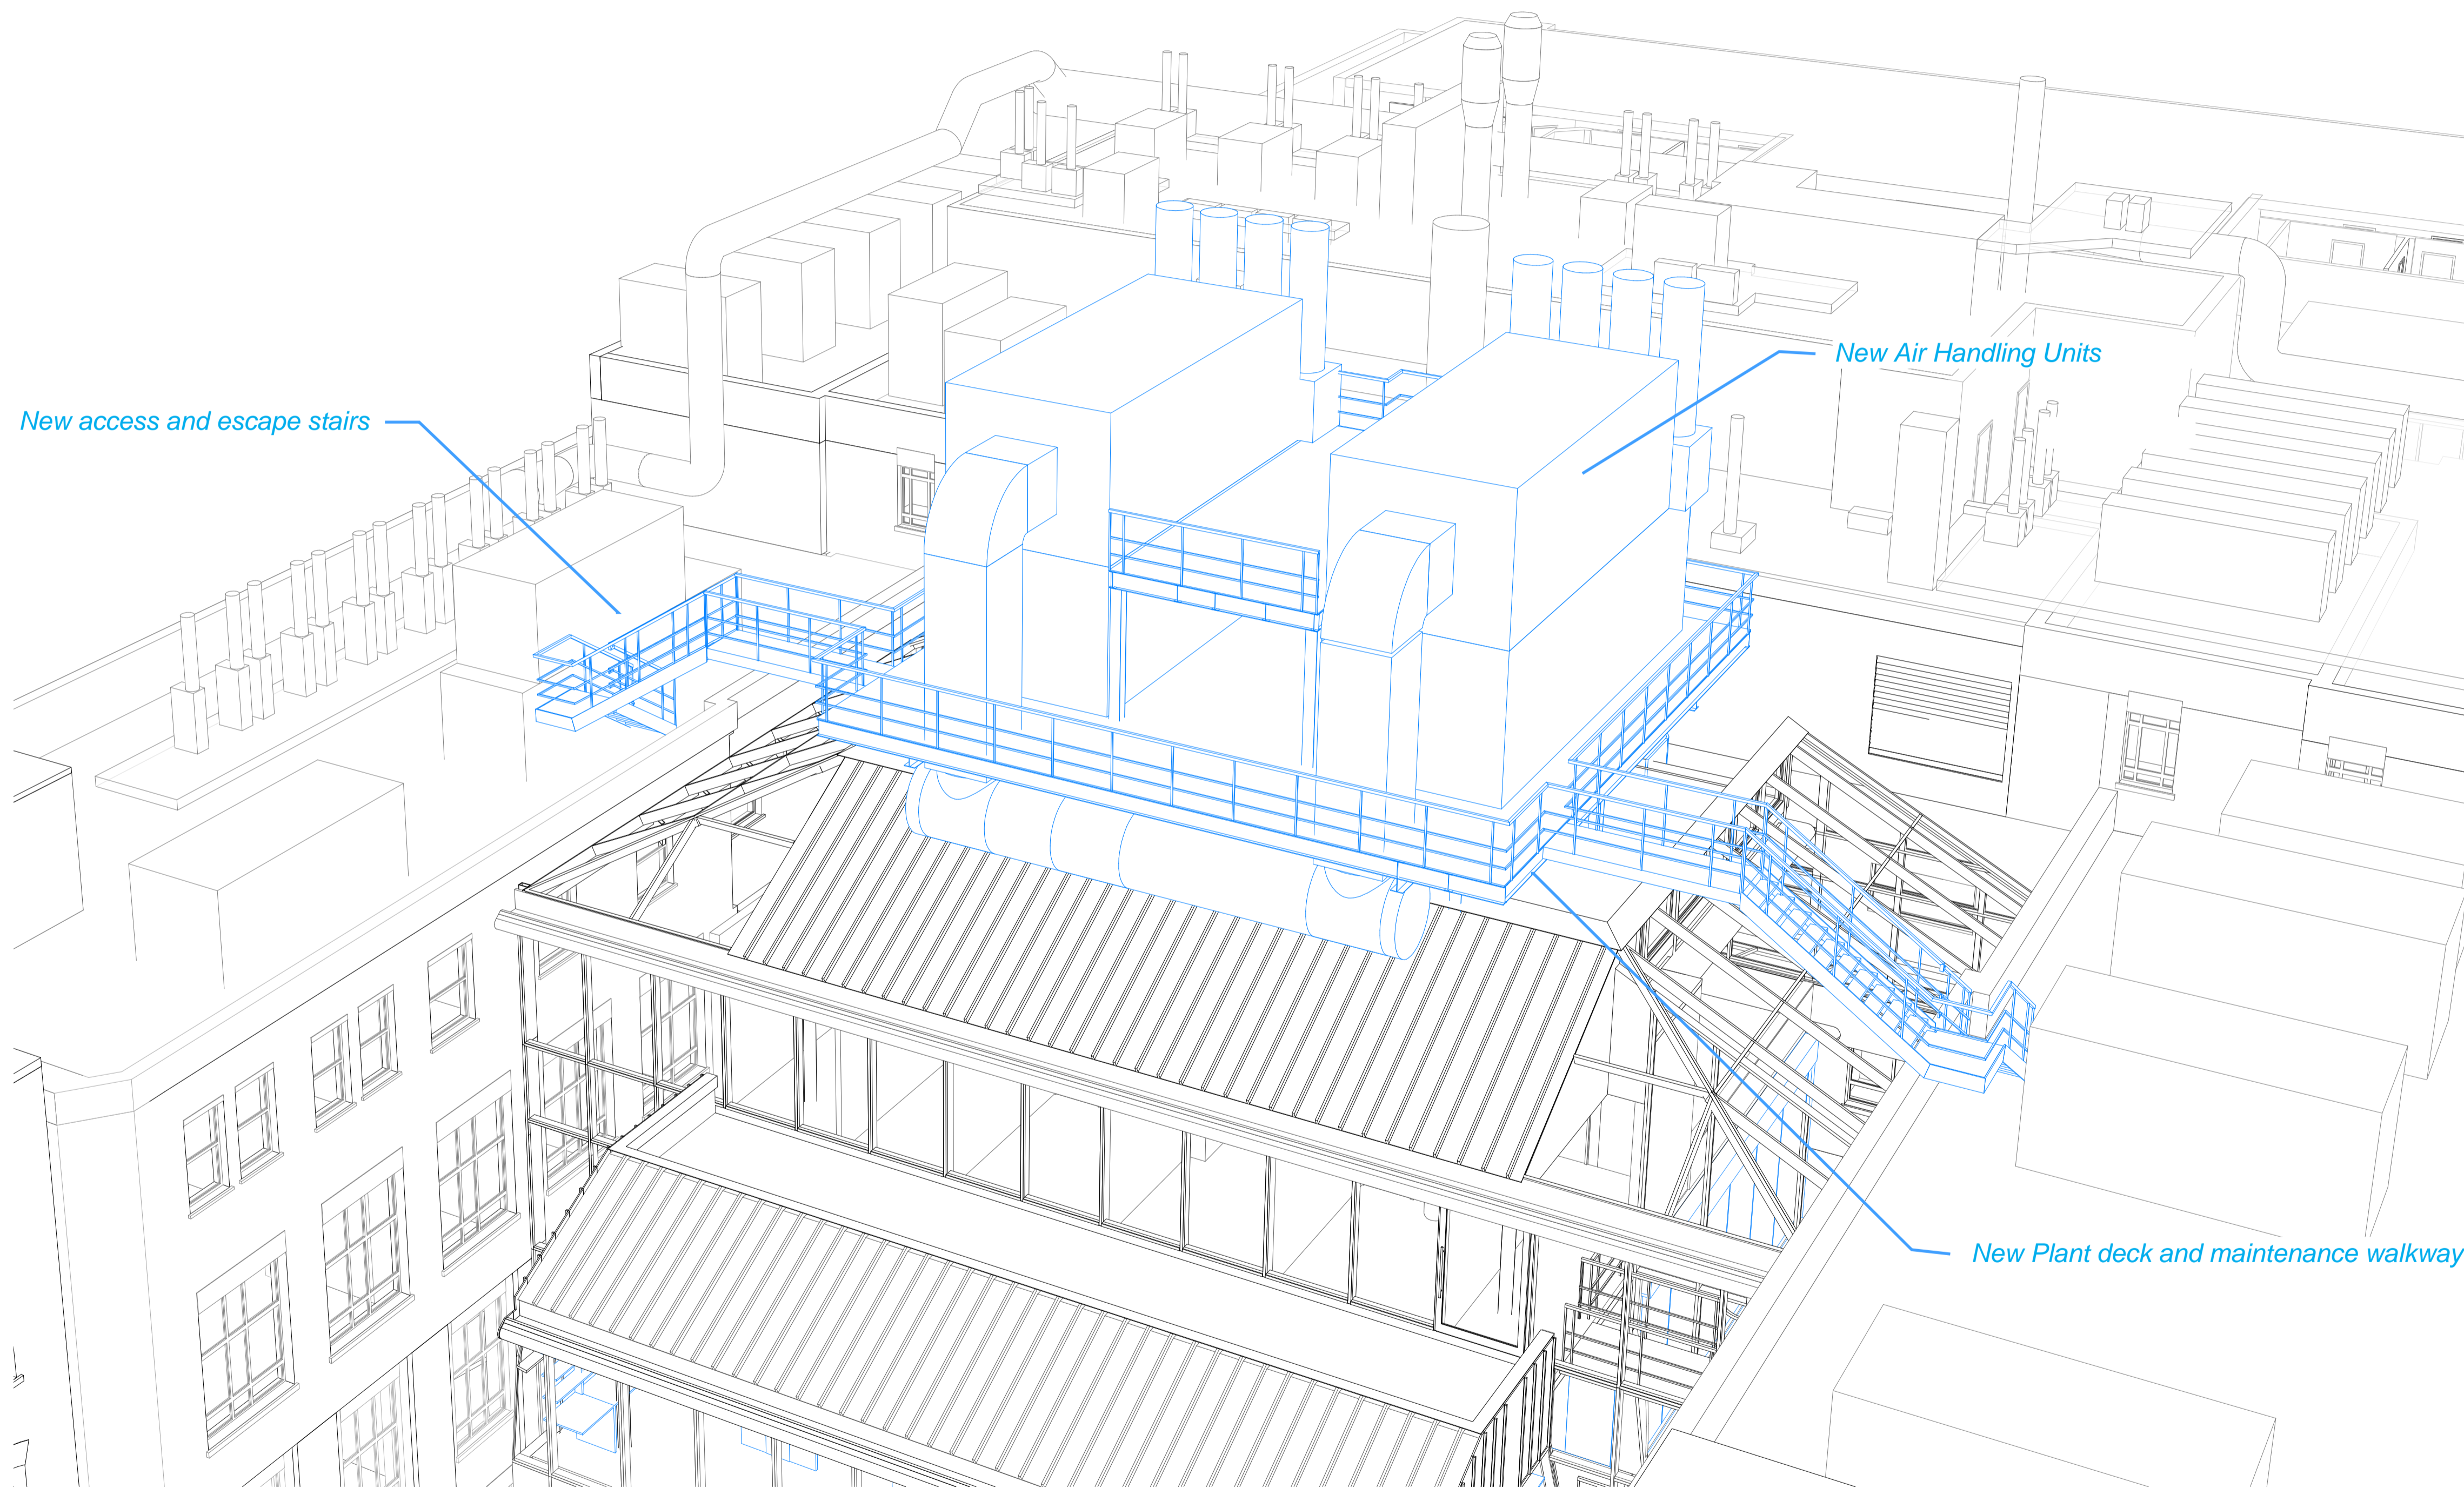 New Air Handling Units
New access and escape stairs
New Plant deck and maintenance walkway